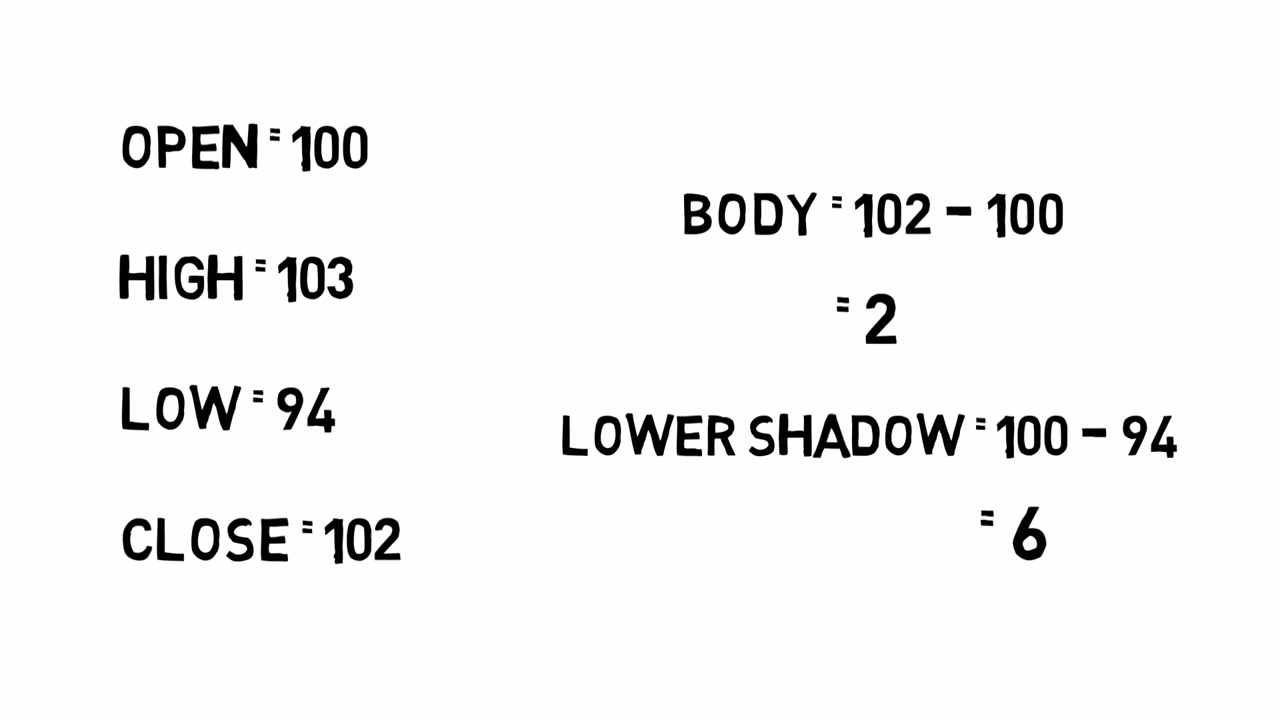 OPEN = 100
HIGH = 103
LOW = 94
CLOSE = 102
BODY = 102 - 100
= 2
LOWER SHADOW = 100 - 94
= 6